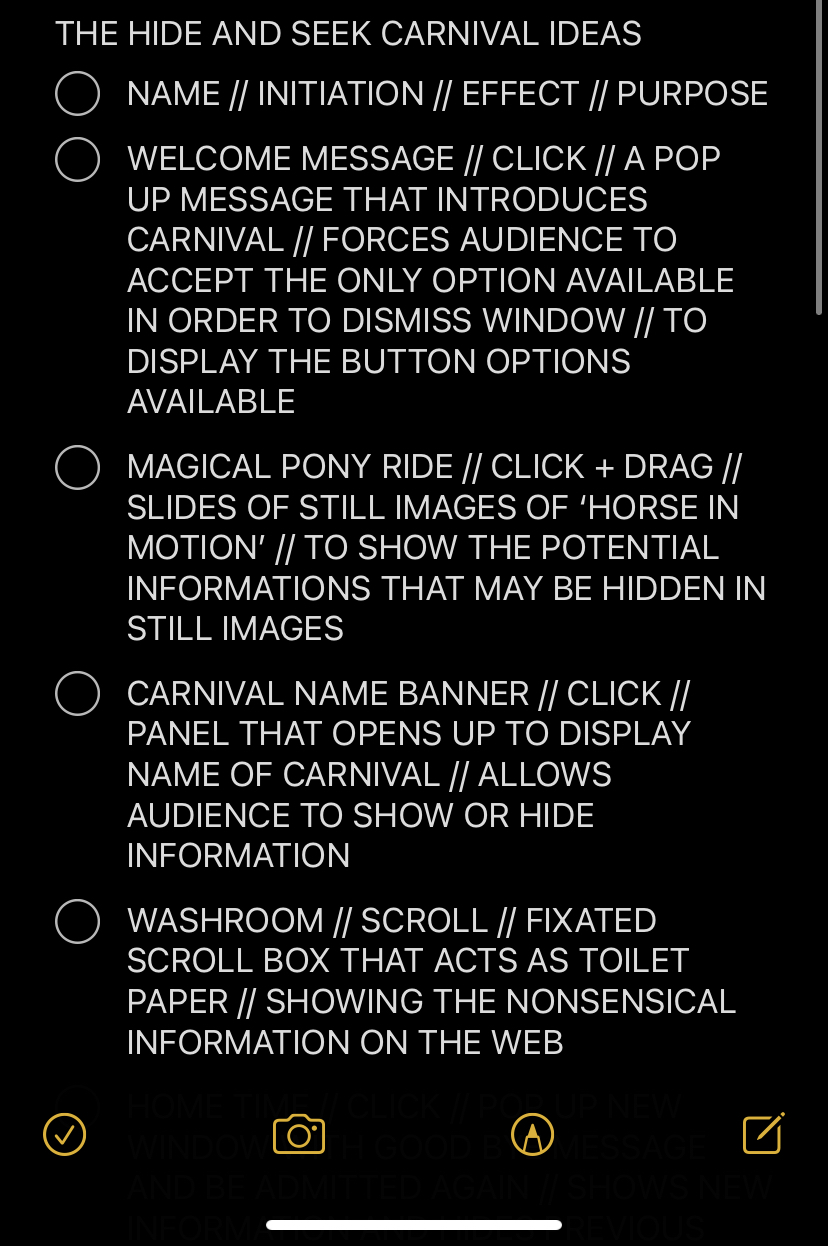 THE HIDE AND SEEK CARNIVAL IDEAS
NAME // INITIATION // EFFECT // PURPOSE
WELCOME MESSAGE // CLICK // A POP
UP MESSAGE THAT INTRODUCES
CARNIVAL // FORCES AUDIENCE TO
ACCEPT THE ONLY OPTION AVAILABLE
IN ORDER TO DISMISS WINDOW // TO
DISPLAY THE BUTTON OPTIONS
AVAILABLE
MAGICAL PONY RIDE // CLICK + DRAG //
SLIDES OF STILL IMAGES OF ‘HORSE IN
MOTION’ // TO SHOW THE POTENTIAL
INFORMATIONS THAT MAY BE HIDDEN IN
STILL IMAGES
CARNIVAL NAME BANNER // CLICK //
PANEL THAT OPENS UP TO DISPLAY
NAME OF CARNIVAL // ALLOWS
AUDIENCE TO SHOW OR HIDE
INFORMATION
WASHROOM // SCROLL // FIXATED
SCROLL BOX THAT ACTS AS TOILET
PAPER // SHOWING THE NONSENSICAL
INFORMATION ON THE WEB
HOME TIME // CLICK // POP UP NEW
WINDOW GOOD MESSAGE
AND BE ADMITTED AGAIN // SHOWS NEW
INFORMATION AND HIDES PREVIOUS